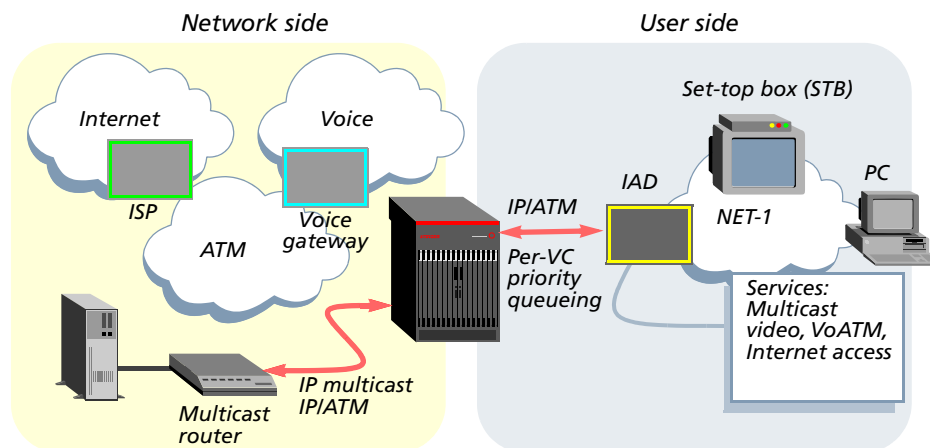 Network side
User side
Internet
ISP
Voice
Voice
gateway
ATM
Multicast
router
IP multicast
IP/ATM
IP/ATM
Per-VC
priority
queueing
IAD
Set-top box (STB)
NET-1
PC
Services:
Multicast
video, VoATM,
Internet access